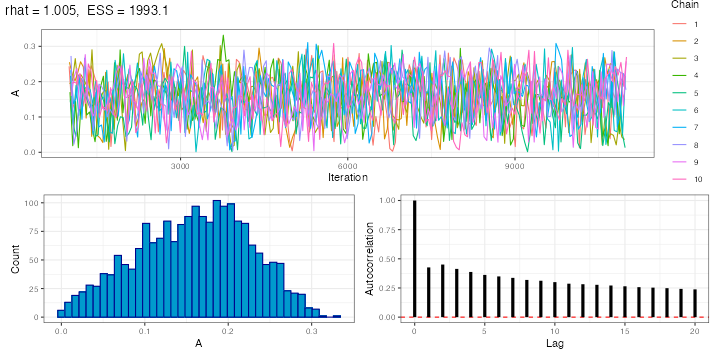 rhat = 1.005, ESS = 1993.1
Chain
1
2
3
4
5
6
7
8
9
10
A
0.3
0.2
0.1
0.0
3000 6000 9000
Iteration
Count
100
75
50
25
0
0.0 0.1 0.2 0.3
A
Autocorrelation
1.00
0.75
0.50
0.25
0.00
0 5 10 15 20
Lag